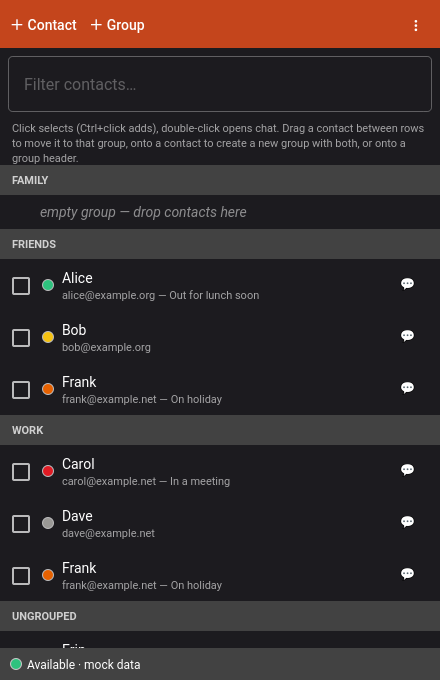 + Contact + Group
Filter contacts…
Click selects (Ctrl+click adds), double-click opens chat. Drag a contact between rows
to move it to that group, onto a contact to create a new group with both, or onto a
group header.
FAMILY
empty group — drop contacts here
FRIENDS
Alice
alice@example.org — Out for lunch soon
Bob
bob@example.org
Frank
frank@example.net — On holiday
WORK
Carol
carol@example.net — In a meeting
Dave
dave@example.net
Frank
frank@example.net — On holiday
UNGROUPED
Available · mock data